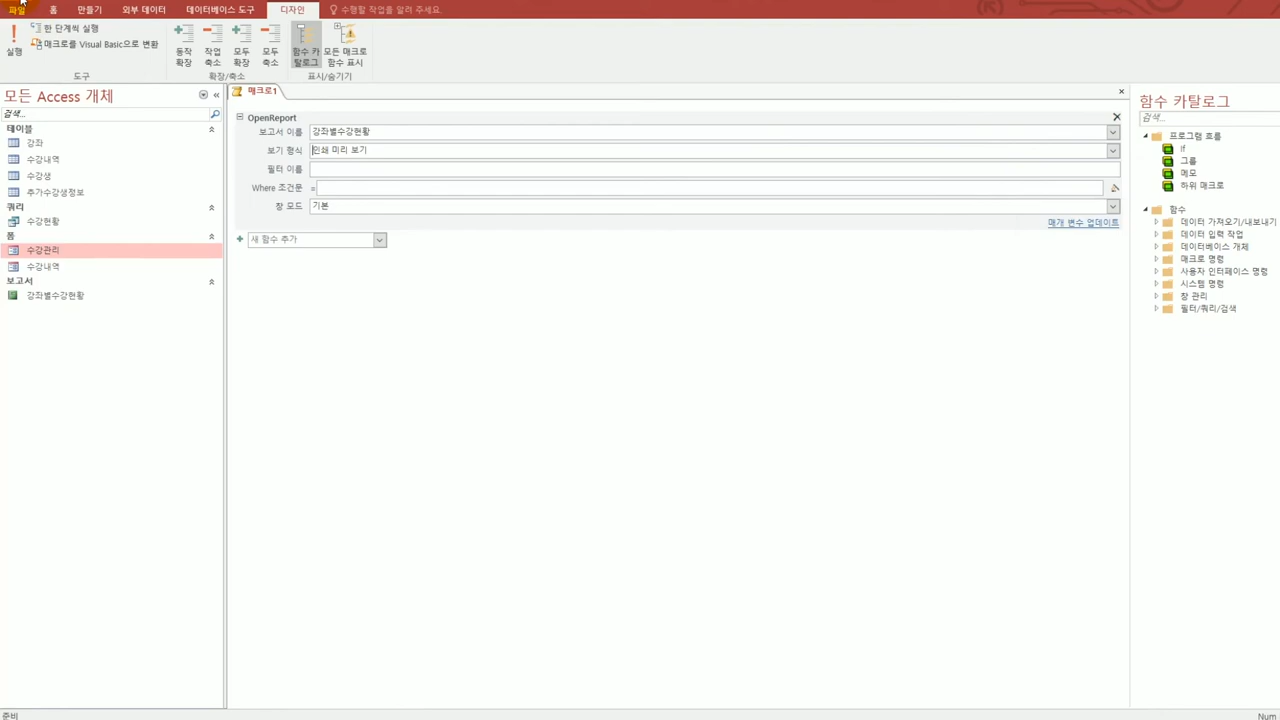 파일 홈 만들기 외부 데이터 데이터베이스 도구 디자인 수행할 작업을 알려 주세요.
실행
한 단계씩 실행
매크로를 Visual Basic으로 변환
도구
동작 확장
작업 축소
모두 확장
모두 축소
확장/축소
함수 카탈로그
모든 매크로 함수 표시
표시/숨기기
모든 Access 개체
검색...
테이블
강좌
수강내역
수강생
추가수강생정보
쿼리
수강현황
폼
수강관리
수강내역
보고서
강좌별수강현황
매크로1
OpenReport
보고서 이름 강좌별수강현황
보기 형식 인쇄 미리 보기
필터 이름
Where 조건문 =
창 모드 기본
매개 변수 업데이트
새 함수 추가
함수 카탈로그
검색...
프로그램 흐름
If
그룹
메모
하위 매크로
함수
데이터 가져오기/내보내기
데이터 입력 작업
데이터베이스 개체
매크로 명령
사용자 인터페이스 명령
시스템 명령
창 관리
필터/쿼리/검색
준비
Num